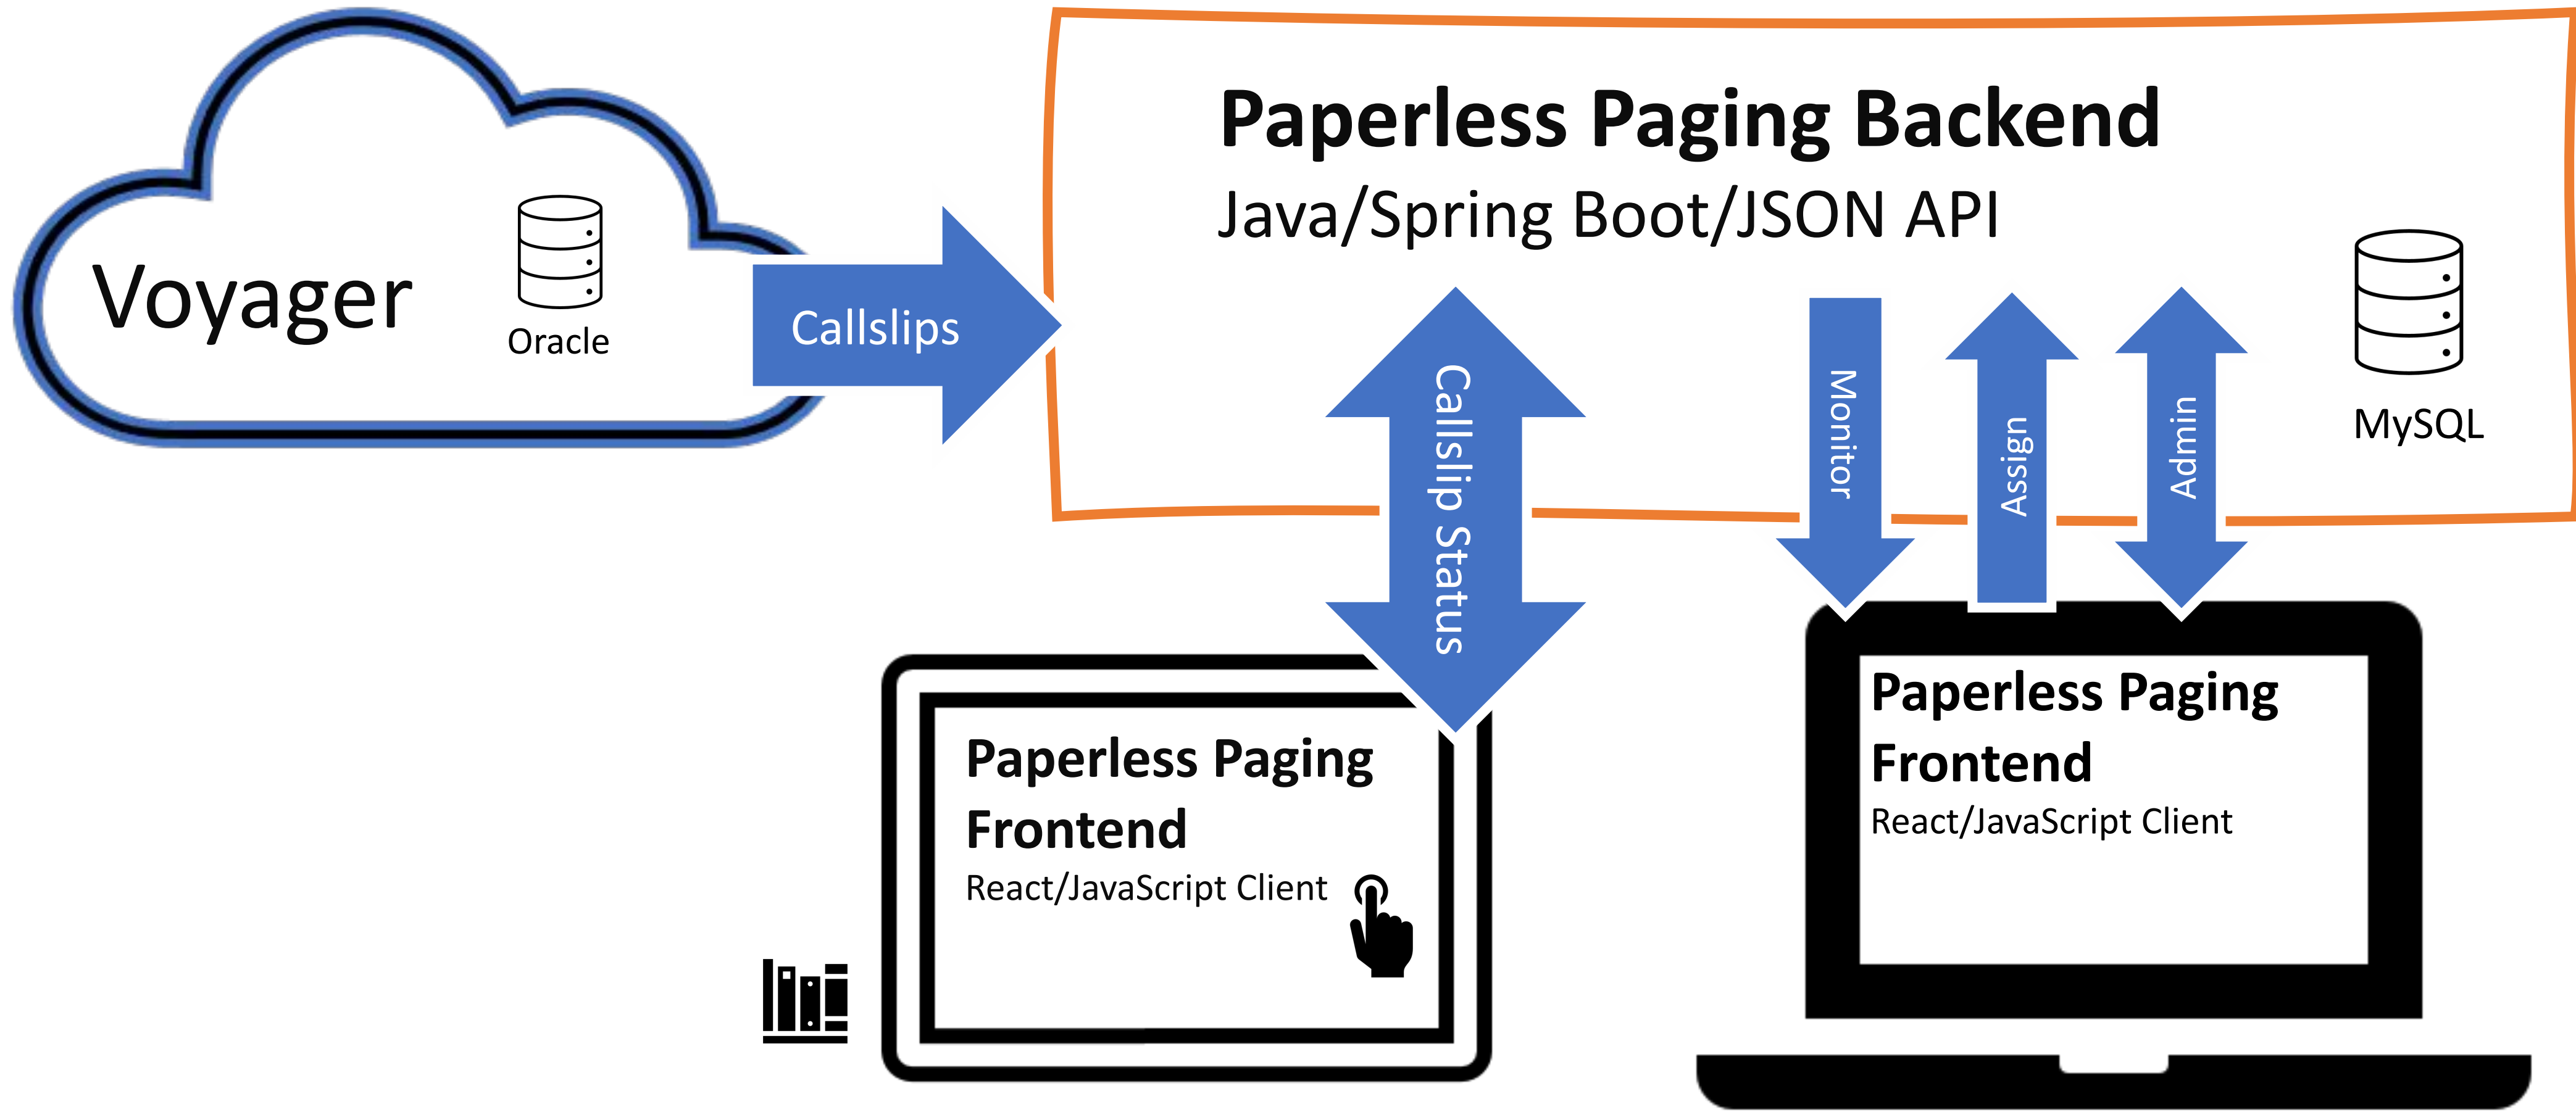 Voyager
Oracle
Callslips
Paperless Paging Backend
Java/Spring Boot/JSON API
Callslip Status
Monitor
Assign
Admin
MySQL
Paperless Paging
Frontend
React/JavaScript Client
Paperless Paging
Frontend
React/JavaScript Client